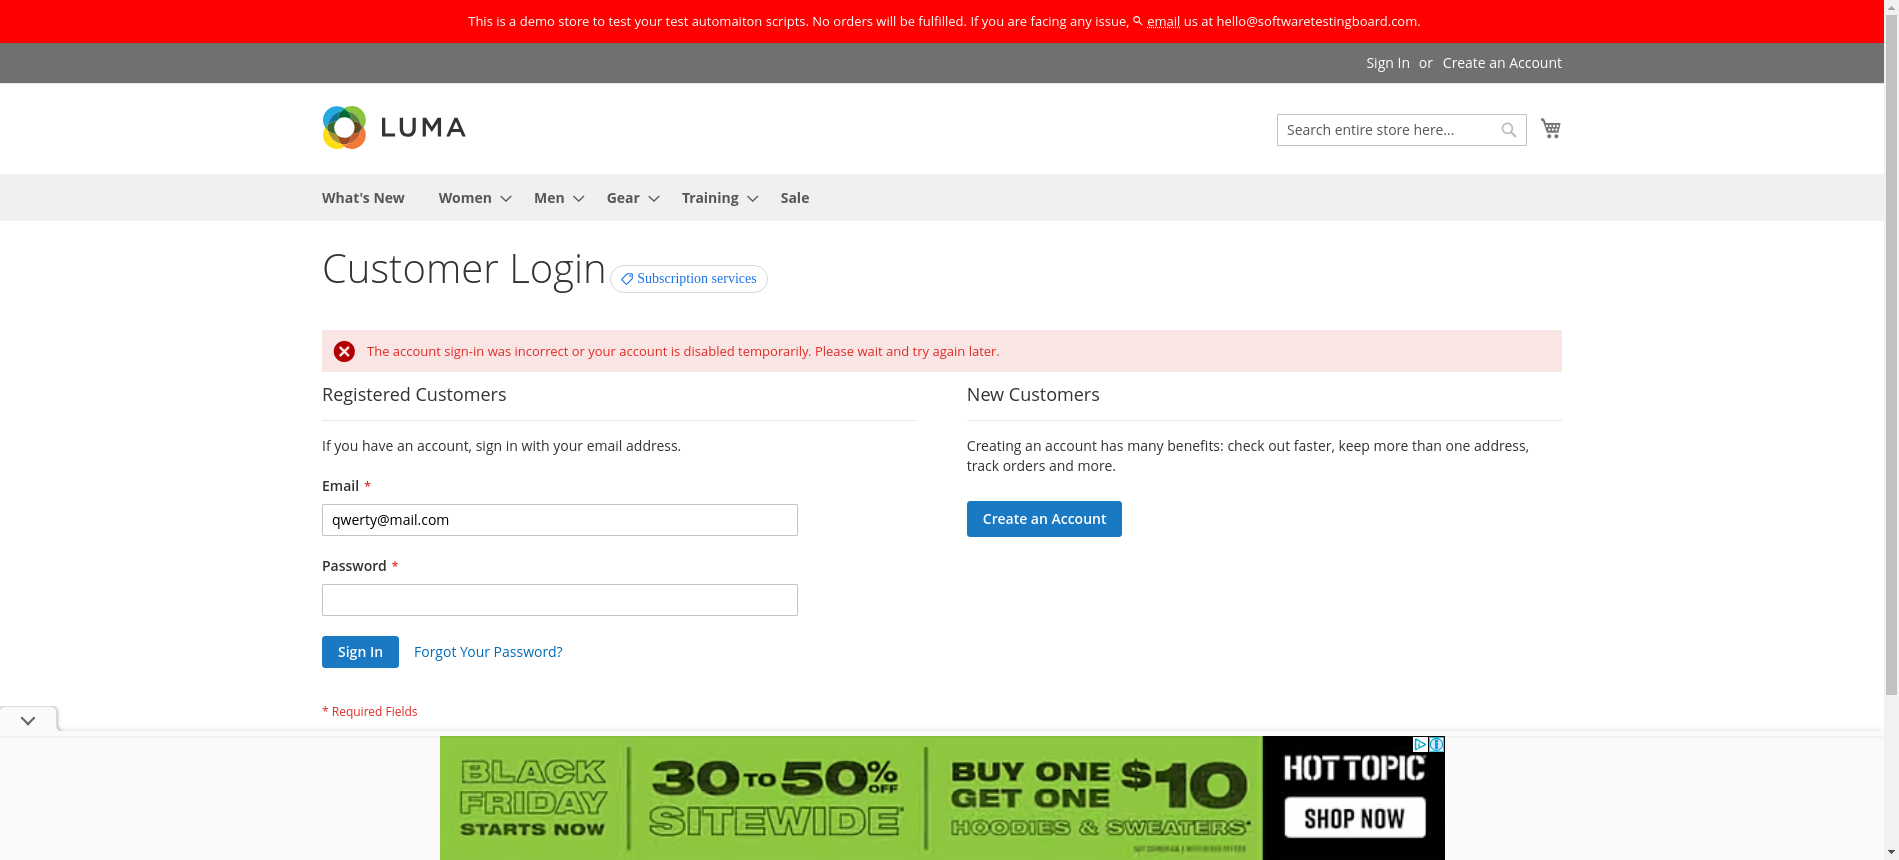 This is a demo store to test your test automaiton scripts. No orders will be fulfilled. If you are facing any issue, email us at hello@softwaretestingboard.com.
Sign In or Create an Account
LUMA
Search entire store here...
What's New Women Men Gear Training Sale
Customer Login Subscription services
The account sign-in was incorrect or your account is disabled temporarily. Please wait and try again later.
Registered Customers
If you have an account, sign in with your email address.
Email *
qwerty@mail.com
Password *
Sign In Forgot Your Password?
* Required Fields
New Customers
Creating an account has many benefits: check out faster, keep more than one address,
track orders and more.
Create an Account
BLACK
FRIDAY
STARTS NOW
30 TO 50% OFF
SITEWIDE*
BUY ONE
GET ONE $10
HOODIES & SWEATERS*
HOT TOPIC
SHOP NOW